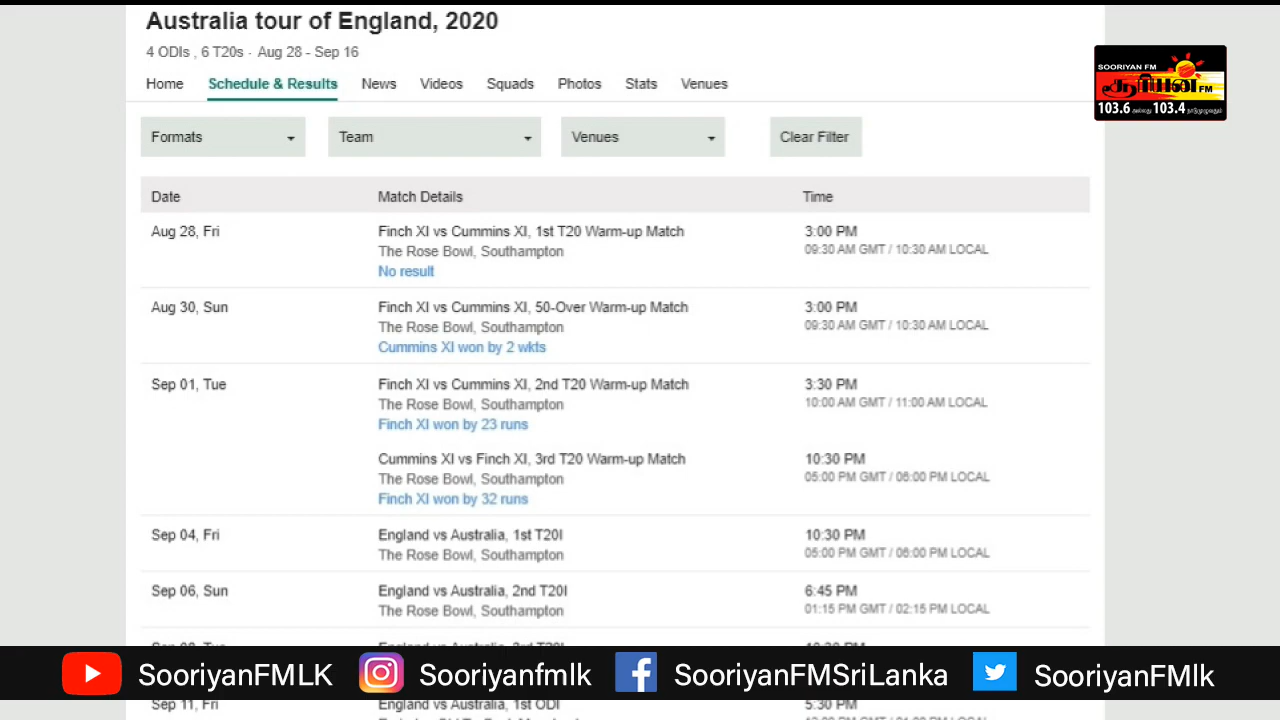 Australia tour of England, 2020
4 ODIs , 6 T20s · Aug 28 - Sep 16
Home Schedule & Results News Videos Squads Photos Stats Venues
SOORIYAN FM
சூரியன் FM
103.6 அல்லது 103.4 நாடுமுழுவதும்
Formats Team Venues Clear Filter
Date Match Details Time
Aug 28, Fri Finch XI vs Cummins XI, 1st T20 Warm-up Match 3:00 PM
The Rose Bowl, Southampton 09:30 AM GMT / 10:30 AM LOCAL
No result
Aug 30, Sun Finch XI vs Cummins XI, 50-Over Warm-up Match 3:00 PM
The Rose Bowl, Southampton 09:30 AM GMT / 10:30 AM LOCAL
Cummins XI won by 2 wkts
Sep 01, Tue Finch XI vs Cummins XI, 2nd T20 Warm-up Match 3:30 PM
The Rose Bowl, Southampton 10:00 AM GMT / 11:00 AM LOCAL
Finch XI won by 23 runs
Cummins XI vs Finch XI, 3rd T20 Warm-up Match 10:30 PM
The Rose Bowl, Southampton 05:00 PM GMT / 06:00 PM LOCAL
Finch XI won by 32 runs
Sep 04, Fri England vs Australia, 1st T20I 10:30 PM
The Rose Bowl, Southampton 05:00 PM GMT / 06:00 PM LOCAL
Sep 06, Sun England vs Australia, 2nd T20I 6:45 PM
The Rose Bowl, Southampton 01:15 PM GMT / 02:15 PM LOCAL
SooriyanFMLK Sooriyanfmlk SooriyanFMSriLanka SooriyanFMlk
Sep 11, Fri England vs Australia, 1st ODI 5:30 PM